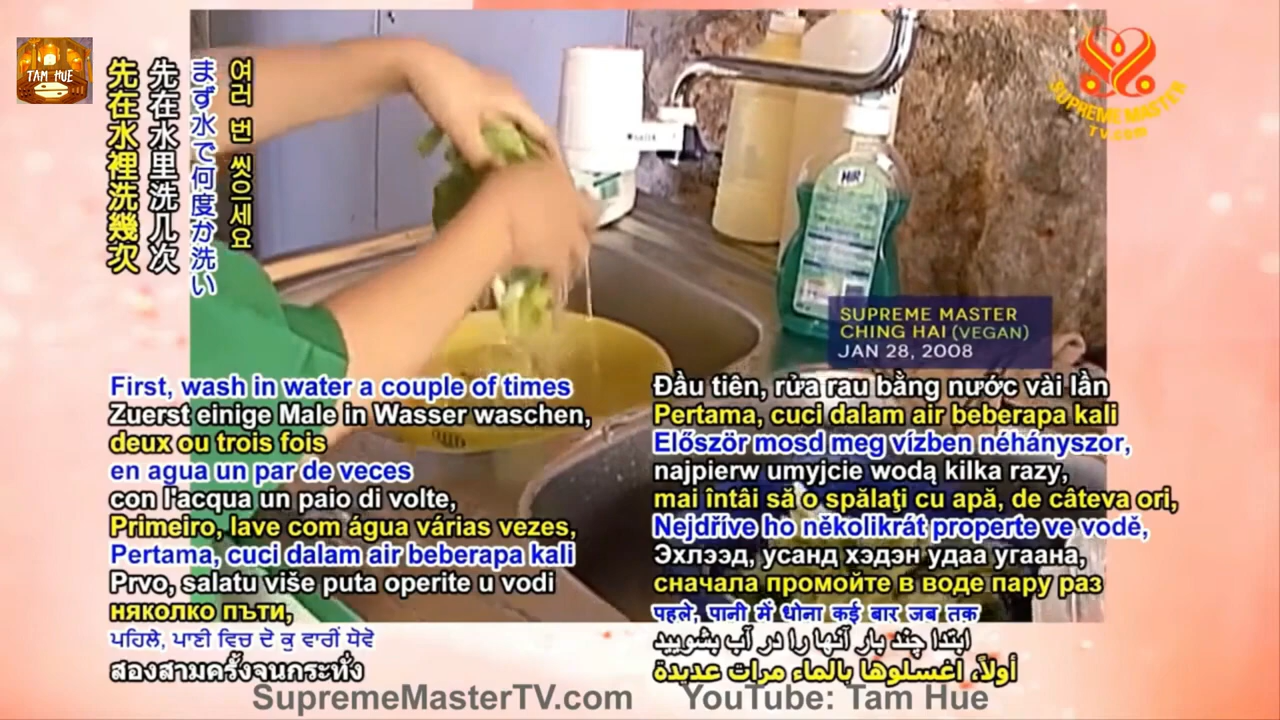 TAM HUE
先在水裡洗幾次
先在水里洗几次
まず水で何度か洗い
여러 번 씻으세요
SUPREME MASTER
TV.com
SUPREME MASTER
CHING HAI (VEGAN)
JAN 28, 2008
First, wash in water a couple of times
Zuerst einige Male in Wasser waschen,
deux ou trois fois
en agua un par de veces
con l'acqua un paio di volte,
Primeiro, lave com água várias vezes,
Pertama, cuci dalam air beberapa kali
Prvo, salatu više puta operite u vodi
няколко пъти,
ਪਹਿਲੇ, ਪਾਣੀ ਵਿਚ ਦੋ ਕੁ ਵਾਰੀਂ ਧੋਵੋ
สองสามครั้งจนกระทั่ง
Đầu tiên, rửa rau bằng nước vài lần
Pertama, cuci dalam air beberapa kali
Először mosd meg vízben néhányszor,
najpierw umyjcie wodą kilka razy,
mai întâi să o spălaţi cu apă, de câteva ori,
Nejdříve ho několikrát properte ve vodě,
Эхлээд, усанд хэдэн удаа угаана,
сначала промойте в воде пару раз
पहले, पानी में धोना कई बार जब तक
ابتدا چند بار آنها را در آب بشویید
أولاً، اغسلوها بالماء مرات عديدة
SupremeMasterTV.com YouTube: Tam Hue